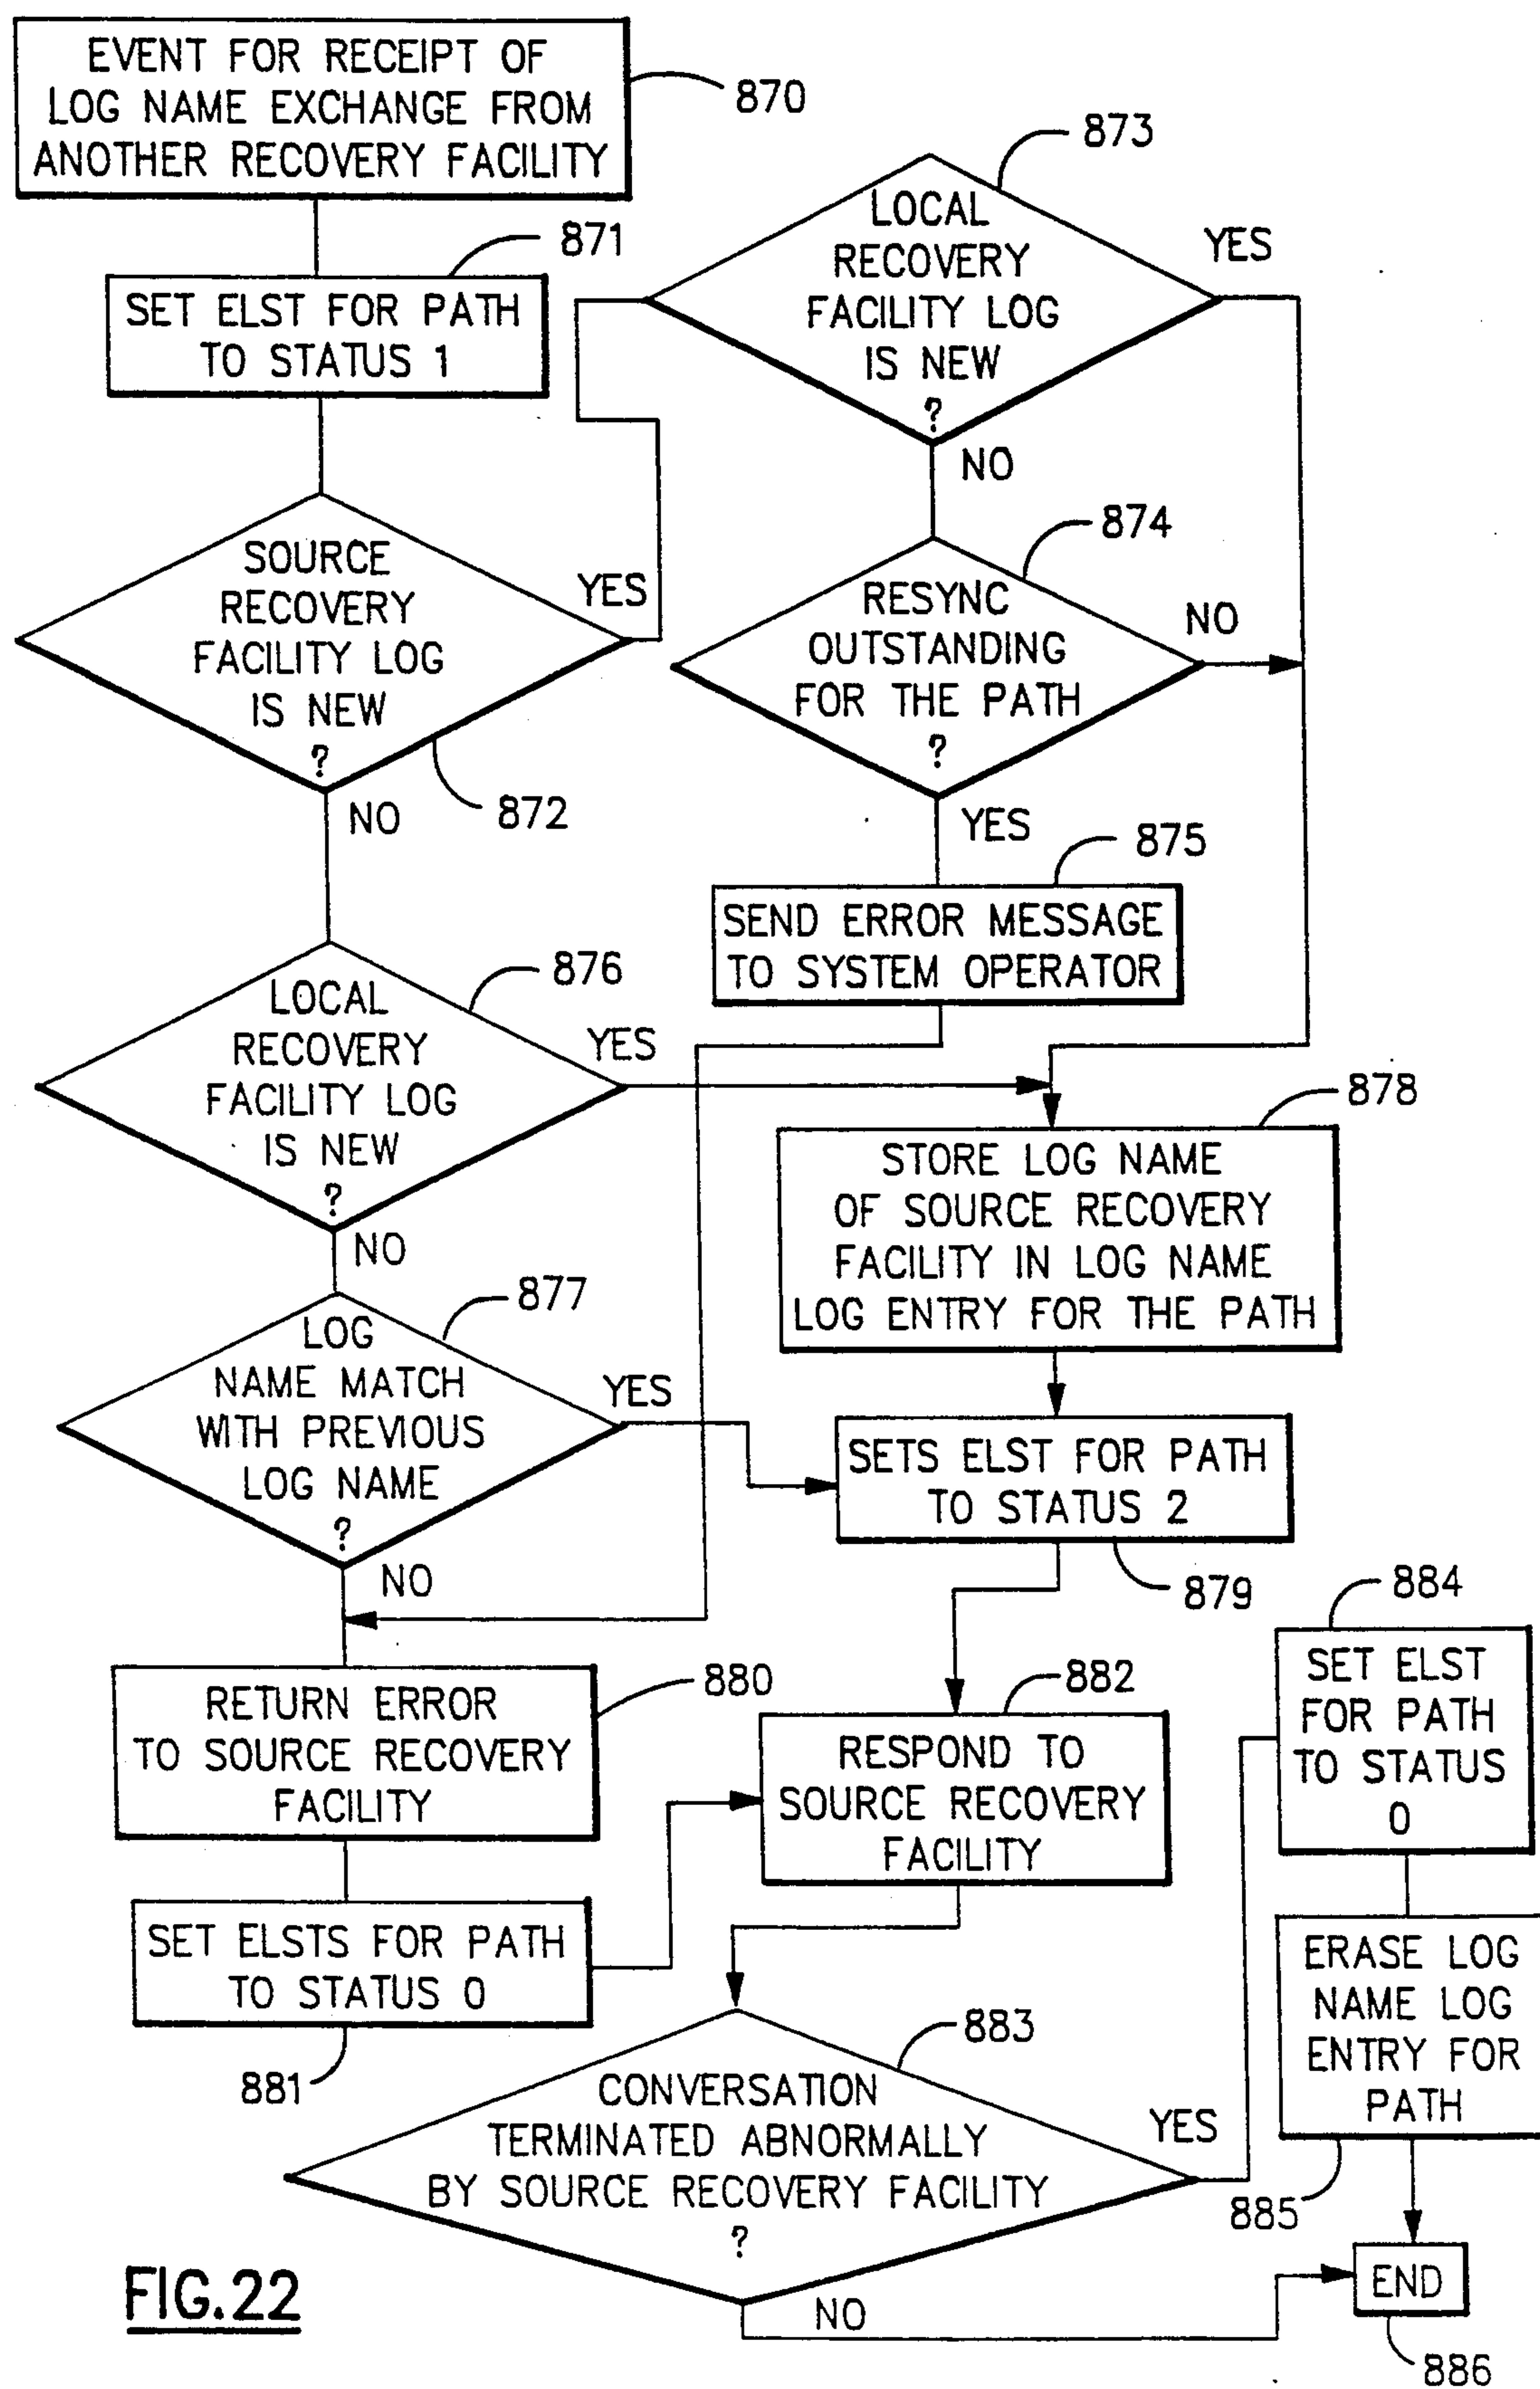 EVENT FOR RECEIPT OF
LOG NAME EXCHANGE FROM
ANOTHER RECOVERY FACILITY
870
871
SET ELST FOR PATH
TO STATUS 1
SOURCE
RECOVERY
FACILITY LOG
IS NEW
?
YES
NO
872
873
LOCAL
RECOVERY
FACILITY LOG
IS NEW
?
YES
NO
874
RESYNC
OUTSTANDING
FOR THE PATH
?
NO
YES
875
SEND ERROR MESSAGE
TO SYSTEM OPERATOR
876
LOCAL
RECOVERY
FACILITY LOG
IS NEW
?
YES
NO
877
LOG
NAME MATCH
WITH PREVIOUS
LOG NAME
?
YES
NO
878
STORE LOG NAME
OF SOURCE RECOVERY
FACILITY IN LOG NAME
LOG ENTRY FOR THE PATH
SETS ELST FOR PATH
TO STATUS 2
879
880
RETURN ERROR
TO SOURCE RECOVERY
FACILITY
SET ELSTS FOR PATH
TO STATUS 0
881
882
RESPOND TO
SOURCE RECOVERY
FACILITY
883
CONVERSATION
TERMINATED ABNORMALLY
BY SOURCE RECOVERY FACILITY
?
YES
NO
884
SET ELST
FOR PATH
TO STATUS
0
ERASE LOG
NAME LOG
ENTRY FOR
PATH
885
END
886
FIG.22